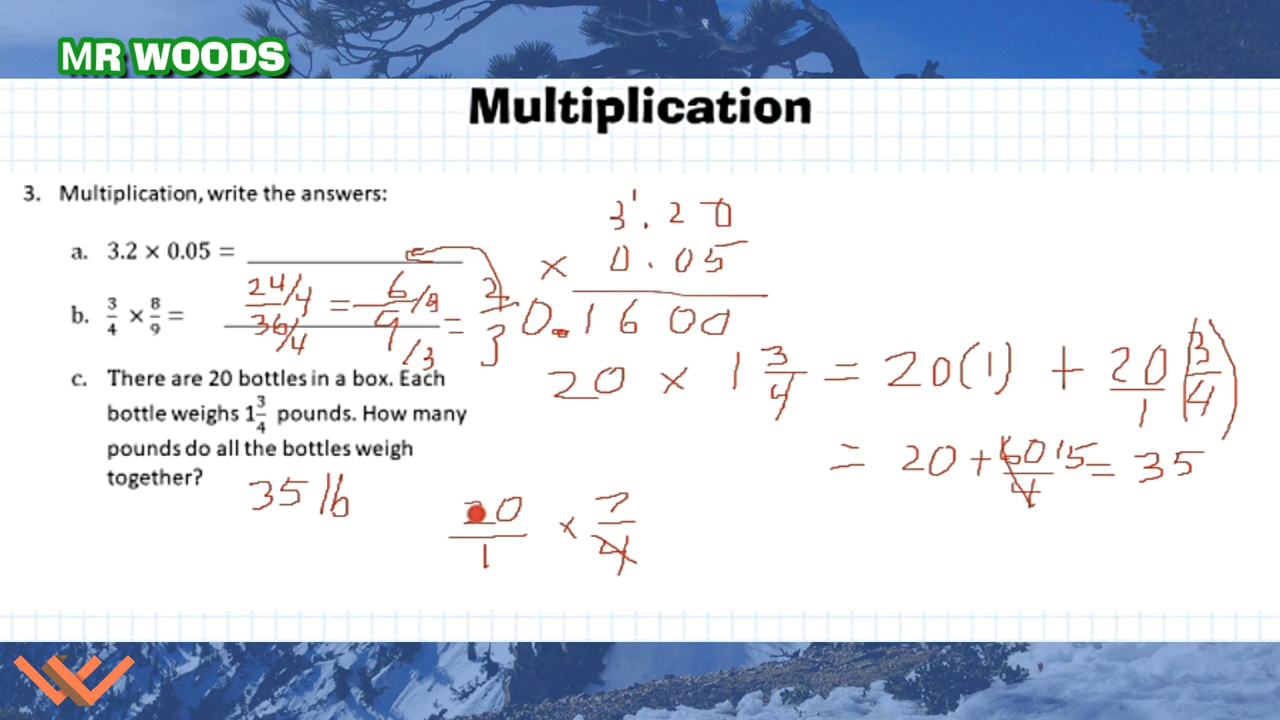 MR WOODS
Multiplication
3. Multiplication, write the answers:
3.20
a. 3.2 × 0.05 =
× 0.05
0.1600
b. 3/4 × 8/9 = 24/4 / 36/4 = 6/3 / 9/3 = 2/3
c. There are 20 bottles in a box. Each
bottle weighs 1 3/4 pounds. How many
pounds do all the bottles weigh
together?
35 lb
20 × 1 3/4 = 20(1) + 20/1 (3/4)
= 20 + 60/4 15 = 35
20/1 × 7/4